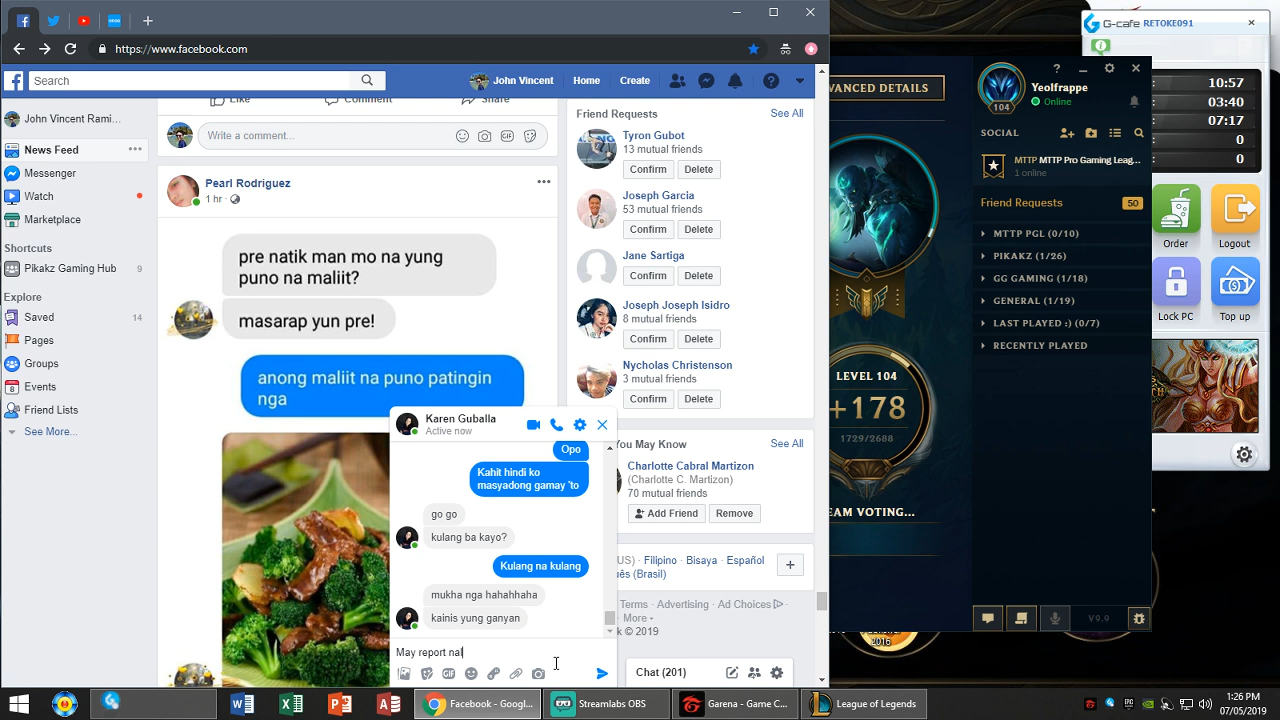 https://www.facebook.com
Search
John Vincent
Home
Create
John Vincent Rami...
News Feed
Messenger
Watch
Marketplace
Shortcuts
Pikakz Gaming Hub
9
Explore
Saved
14
Pages
Groups
8
Events
Friend Lists
See More...
Like
Comment
Share
Write a comment...
GIF
Pearl Rodriguez
1 hr ·
pre natik man mo na yung
puno na maliit?
masarap yun pre!
anong maliit na puno patingin
nga
Friend Requests
See All
Tyron Gubot
13 mutual friends
Confirm
Delete
Joseph Garcia
53 mutual friends
Confirm
Delete
Jane Sartiga
Confirm
Delete
Joseph Joseph Isidro
8 mutual friends
Confirm
Delete
Nycholas Christenson
3 mutual friends
Confirm
Delete
You May Know
See All
Charlotte Cabral Martizon
(Charlotte C. Martizon)
70 mutual friends
Add Friend
Remove
US) · Filipino · Bisaya · Español
(Brasil)
Terms · Advertising · Ad Choices
More
© 2019
Chat (201)
Karen Guballa
Active now
Opo
Kahit hindi ko
masyadong gamay 'to
go go
kulang ba kayo?
Kulang na kulang
mukha nga hahahhaha
kainis yung ganyan
May report nal
GIF
VANCED DETAILS
LEVEL 104
+178
1729/2688
EAM VOTING...
104
Yeolfrappe
Online
SOCIAL
MTTP MTTP Pro Gaming Leag...
1 online
Friend Requests
50
MTTP PGL (0/10)
PIKAKZ (1/26)
GG GAMING (1/18)
GENERAL (1/19)
LAST PLAYED :) (0/7)
RECENTLY PLAYED
V9.9
G-cafe RETOKE091
: 10:57
: 03:40
: 07:17
: 0
: 0
Order
Logout
Lock PC
Top up
Facebook - Googl...
Streamlabs OBS
Garena - Game C...
League of Legends
1:26 PM
07/05/2019